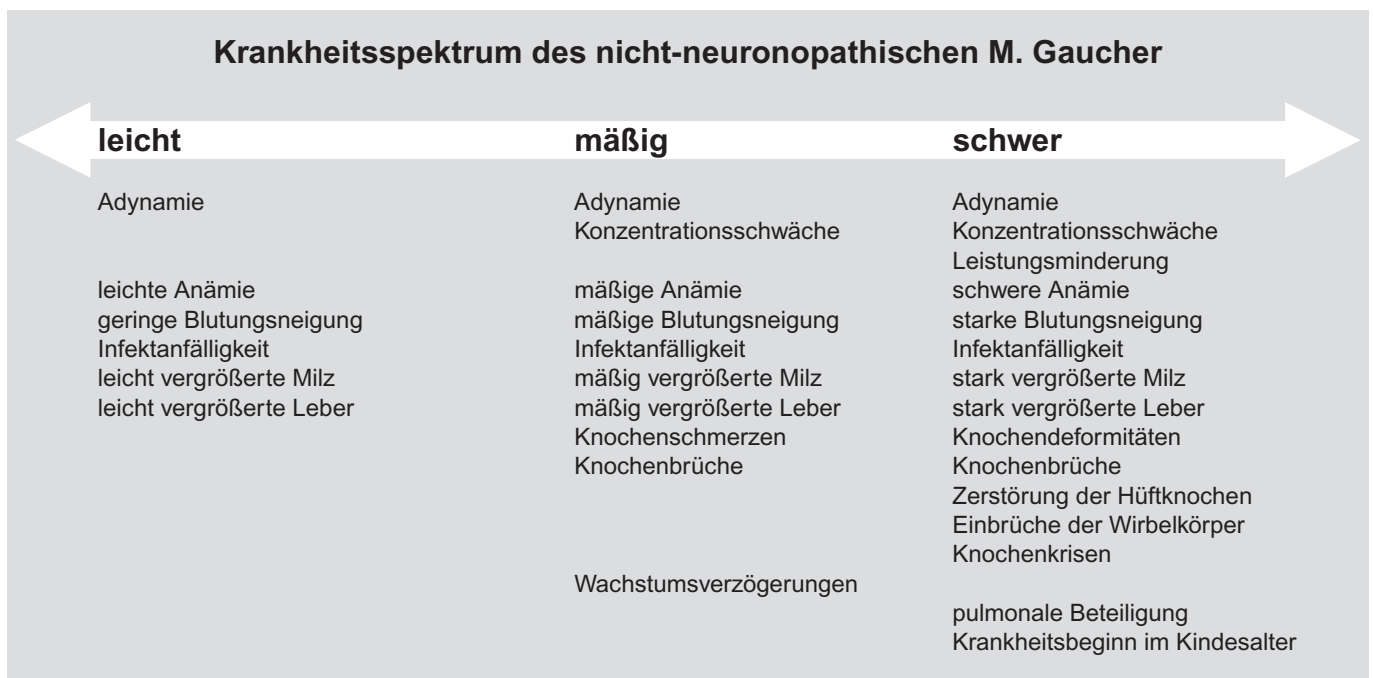 Krankheitsspektrum des nicht-neuronopathischen M. Gaucher
leicht
Adynamie
leichte Anämie
geringe Blutungsneigung
Infektanfälligkeit
leicht vergrößerte Milz
leicht vergrößerte Leber
mäßig
Adynamie
Konzentrationsschwäche
mäßige Anämie
mäßige Blutungsneigung
Infektanfälligkeit
mäßig vergrößerte Milz
mäßig vergrößerte Leber
Knochenschmerzen
Knochenbrüche
Wachstumsverzögerungen
schwer
Adynamie
Konzentrationsschwäche
Leistungsminderung
schwere Anämie
starke Blutungsneigung
Infektanfälligkeit
stark vergrößerte Milz
stark vergrößerte Leber
Knochendeformitäten
Knochenbrüche
Zerstörung der Hüftknochen
Einbrüche der Wirbelkörper
Knochenkrisen
pulmonale Beteiligung
Krankheitsbeginn im Kindesalter